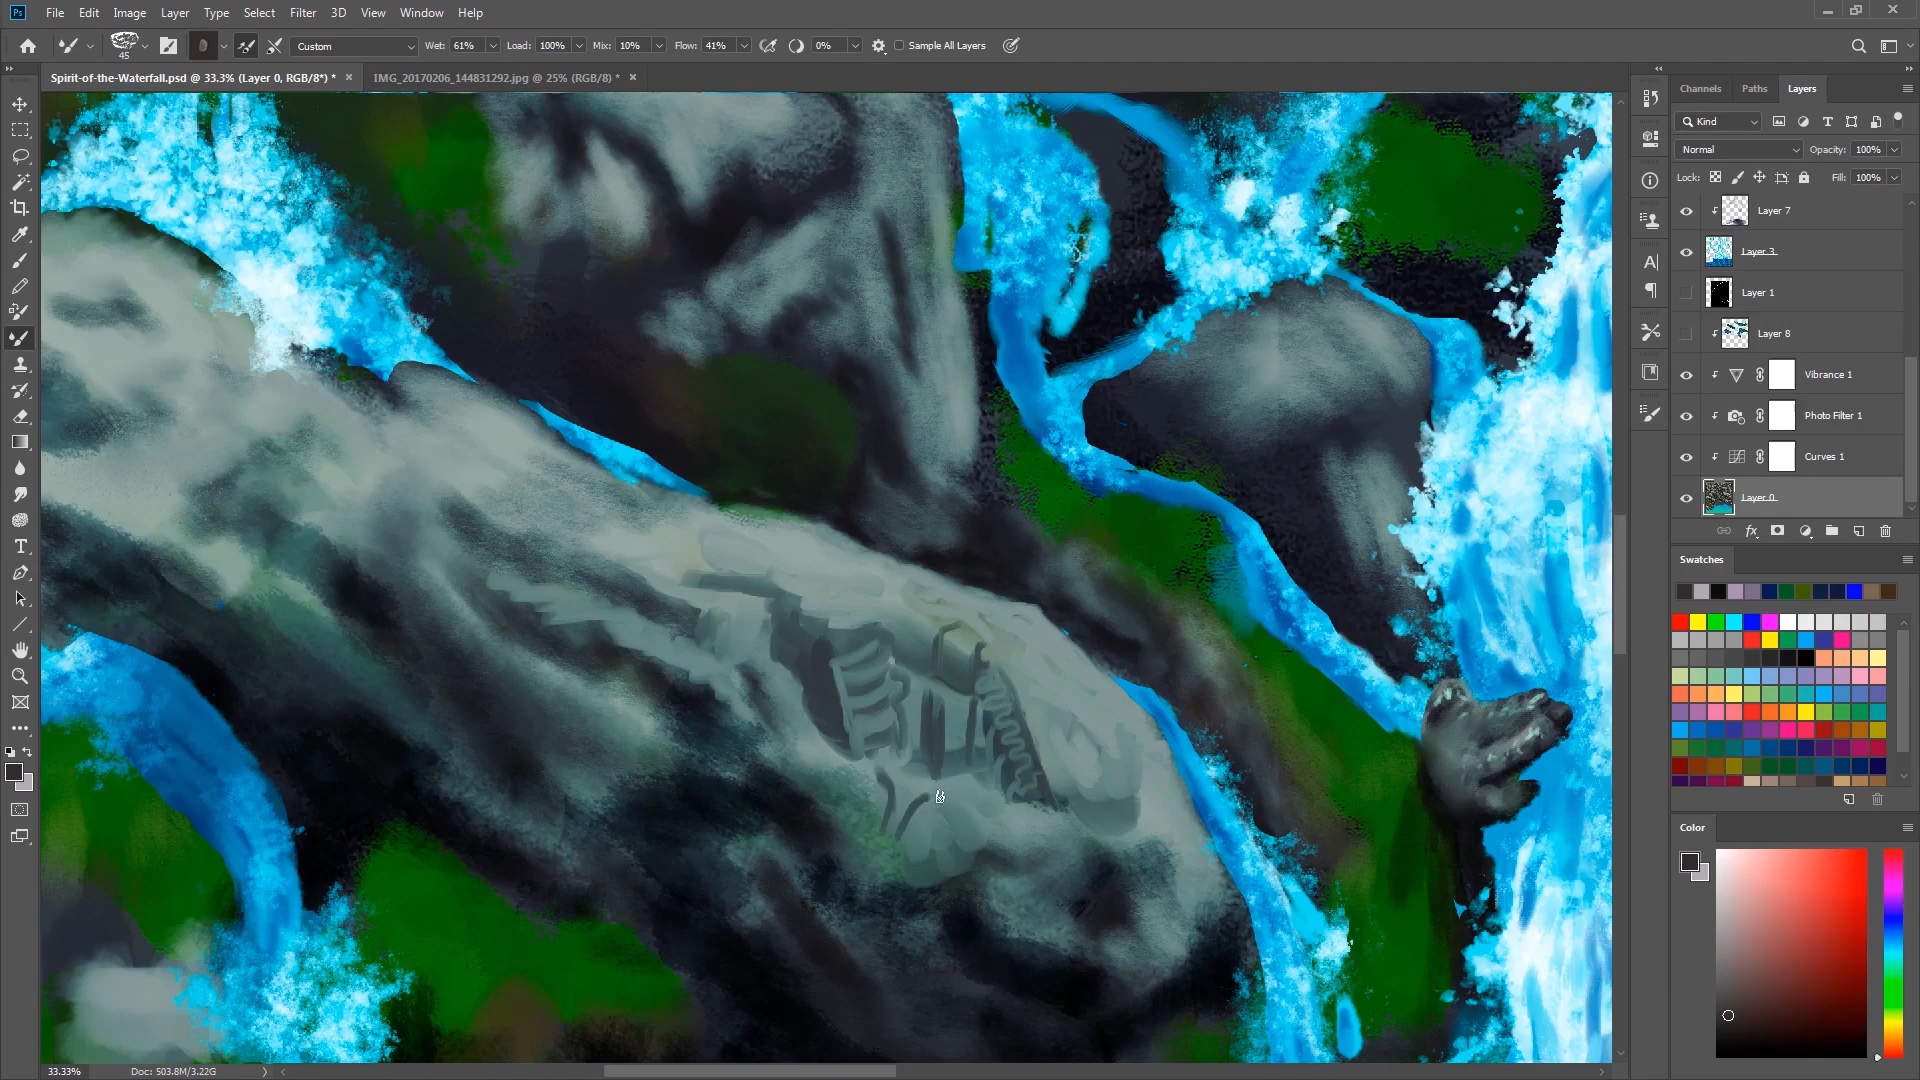 Ps File Edit Image Layer Type Select Filter 3D View Window Help
45 Custom Wet: 61% Load: 100% Mix: 10% Flow: 41% 0% Sample All Layers
Spirit-of-the-Waterfall.psd @ 33.3% (Layer 0, RGB/8*) * × IMG_20170206_144831292.jpg @ 25% (RGB/8) * ×
Channels Paths Layers
Kind
Normal Opacity: 100%
Lock: Fill: 100%
Layer 7
Layer 3
Layer 1
Layer 8
Vibrance 1
Photo Filter 1
Curves 1
Layer 0
fx
Swatches
Color
33.33% Doc: 503.8M/3.22G